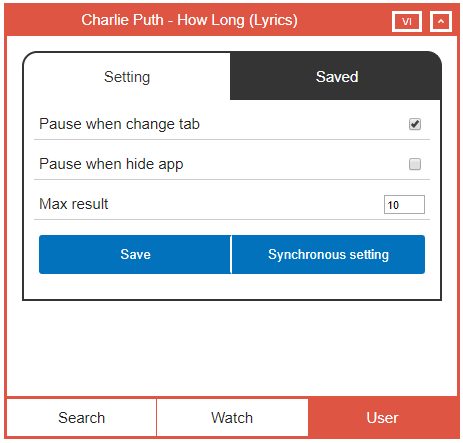 Charlie Puth - How Long (Lyrics) VI
Setting Saved
Pause when change tab
Pause when hide app
Max result 10
Save Synchronous setting
Search Watch User